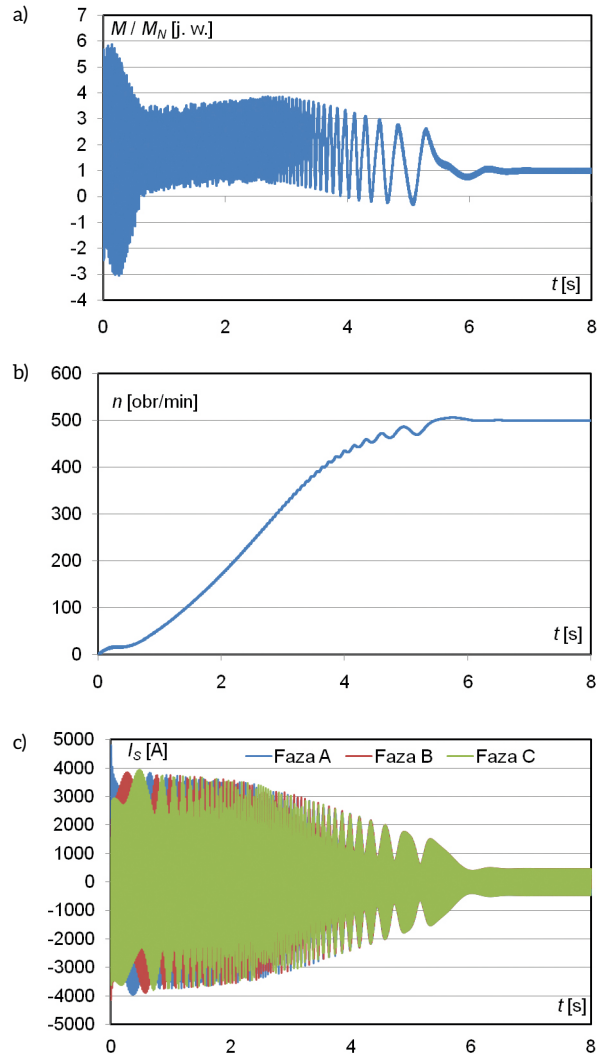 a)
M / M_N [j. w.]
7
6
5
4
3
2
1
0
-1
-2
-3
-4
0 2 4 6 8
t [s]
b)
n [obr/min]
600
500
400
300
200
100
0
0 2 4 6 8
t [s]
c)
I_S [A]
Faza A Faza B Faza C
5000
4000
3000
2000
1000
0
-1000
-2000
-3000
-4000
-5000
0 2 4 6 8
t [s]